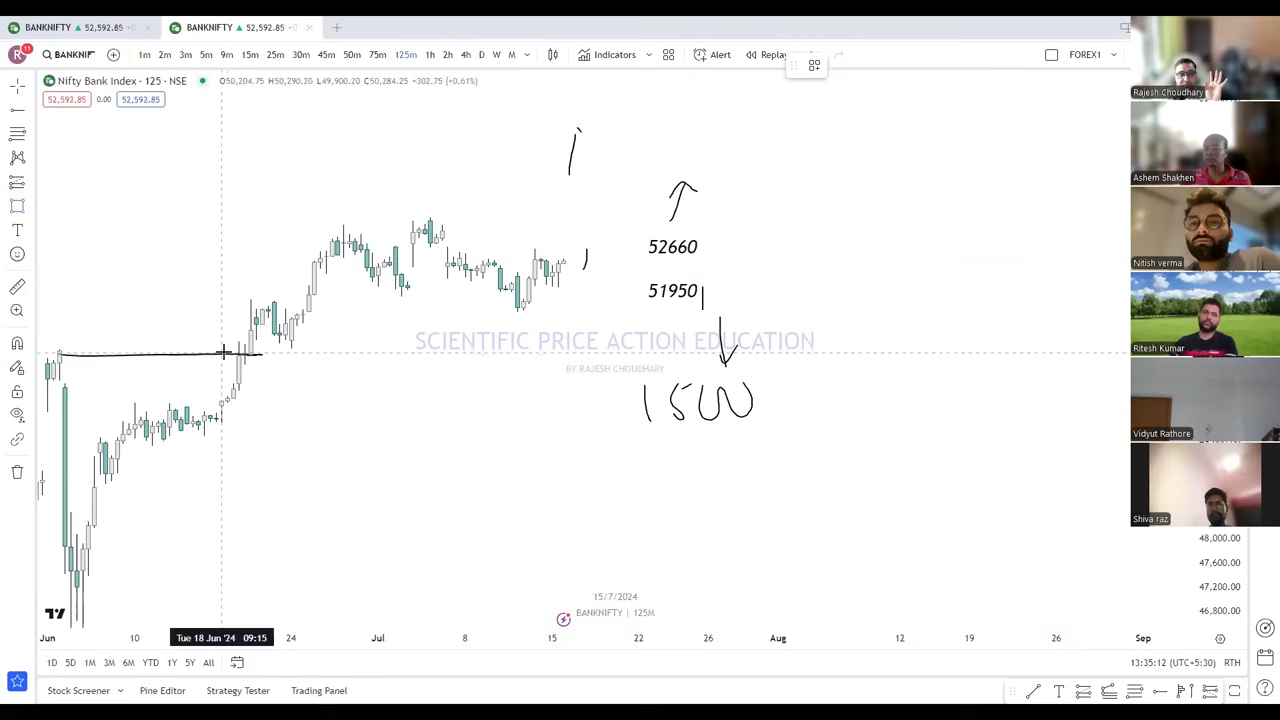 BANKNIFTY ▲ 52,592.85
BANKNIFTY ▲ 52,592.85
R 11 BANKNIF 1m 2m 3m 5m 9m 15m 25m 30m 45m 50m 75m 125m 1h 2h 4h D W M Indicators Alert Replay FOREX1
Nifty Bank Index · 125 · NSE O50,204.75 H50,290.20 L49,900.20 C50,284.25 +302.75 (+0.61%)
52,592.85 0.00 52,592.85
Rajesh Choudhary
Ashem Shakhen
Nitish verma
Ritesh Kumar
Vidyut Rathore
Shiva raz
52660
51950
SCIENTIFIC PRICE ACTION EDUCATION
BY RAJESH CHOUDHARY
1500
48,000.00
47,600.00
47,200.00
46,800.00
15/7/2024
BANKNIFTY | 125M
Jun 10 Tue 18 Jun '24 09:15 24 Jul 8 15 22 26 Aug 12 19 26 Sep
1D 5D 1M 3M 6M YTD 1Y 5Y All 13:35:12 (UTC+5:30) RTH
Stock Screener Pine Editor Strategy Tester Trading Panel